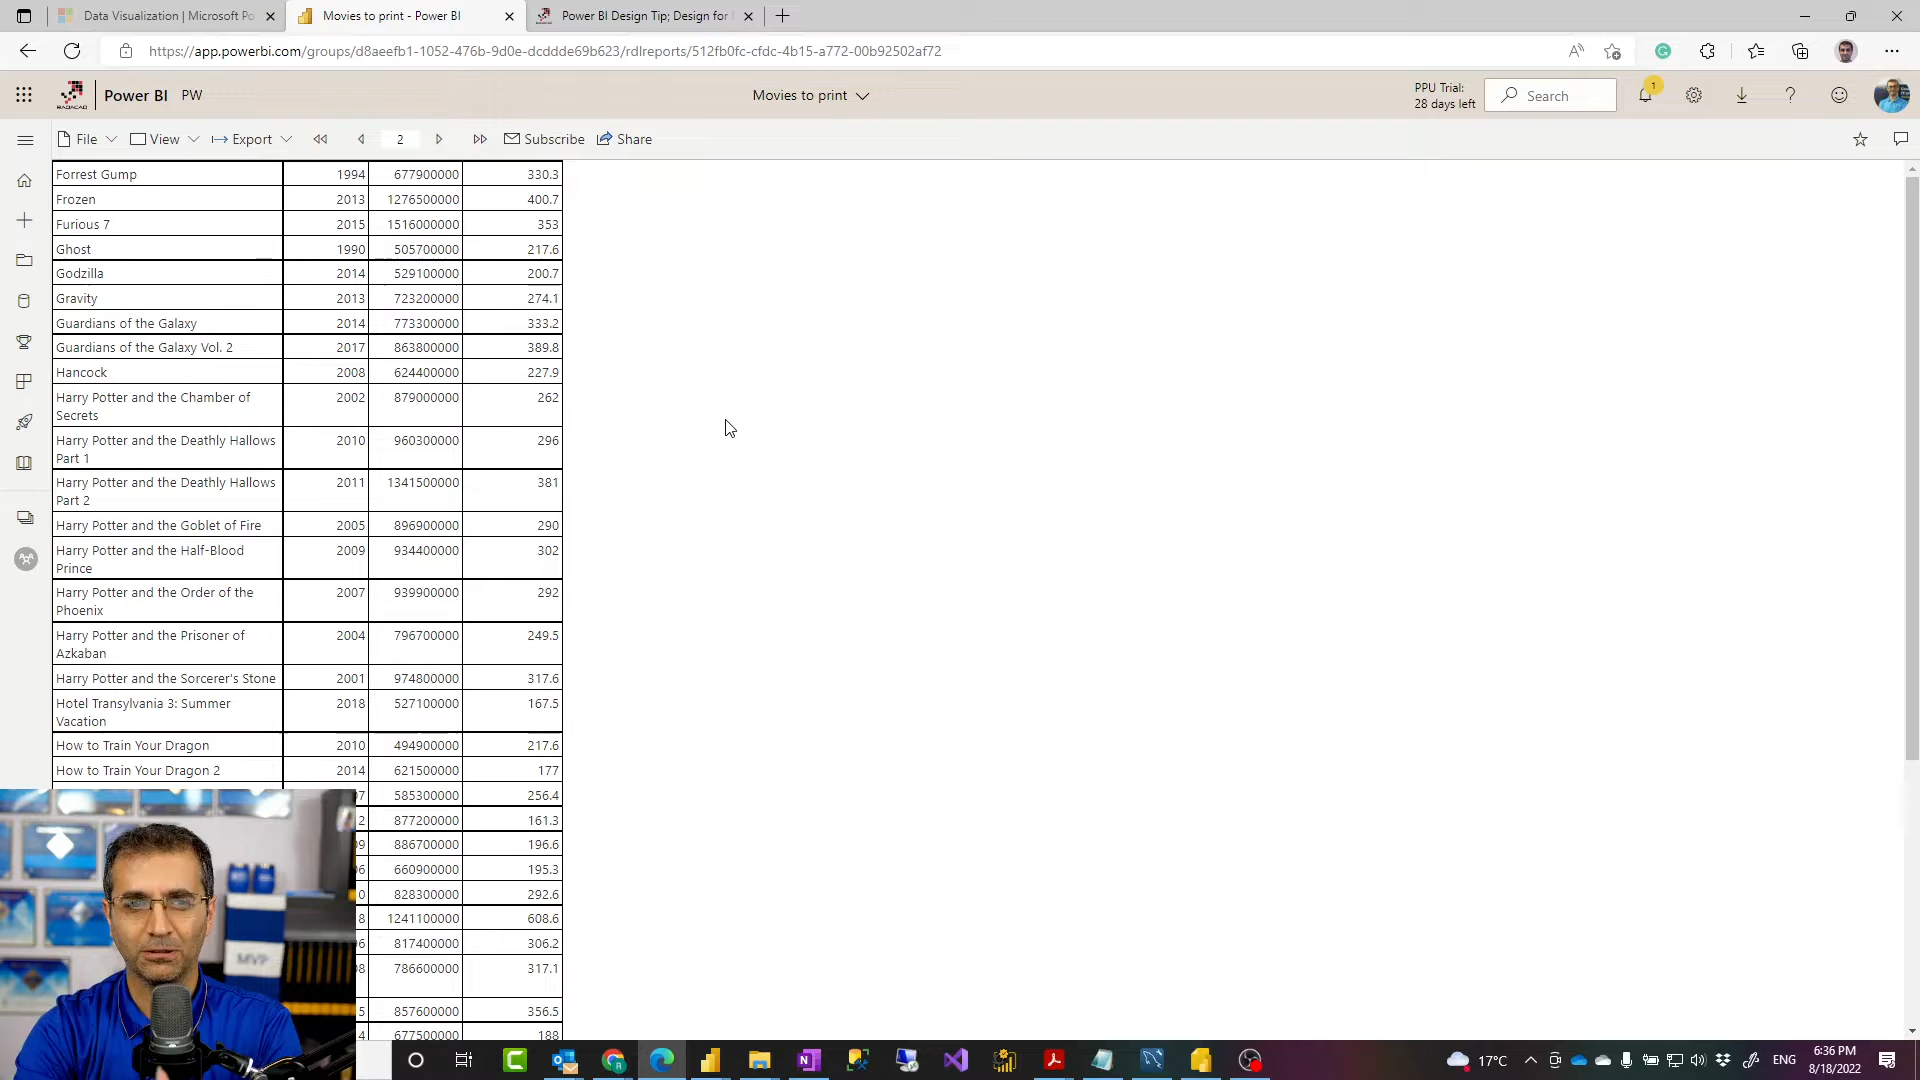 Data Visualization | Microsoft Po
Movies to print - Power BI
Power BI Design Tip; Design for
https://app.powerbi.com/groups/d8aeefb1-1052-476b-9d0e-dcddde69b623/rdlreports/512fb0fc-cfdc-4b15-a772-00b92502af72
RADACAD
Power BI PW
Movies to print
PPU Trial:
28 days left
Search
1
File View Export 2 Subscribe Share
Forrest Gump 1994 677900000 330.3
Frozen 2013 1276500000 400.7
Furious 7 2015 1516000000 353
Ghost 1990 505700000 217.6
Godzilla 2014 529100000 200.7
Gravity 2013 723200000 274.1
Guardians of the Galaxy 2014 773300000 333.2
Guardians of the Galaxy Vol. 2 2017 863800000 389.8
Hancock 2008 624400000 227.9
Harry Potter and the Chamber of 2002 879000000 262
Secrets
Harry Potter and the Deathly Hallows 2010 960300000 296
Part 1
Harry Potter and the Deathly Hallows 2011 1341500000 381
Part 2
Harry Potter and the Goblet of Fire 2005 896900000 290
Harry Potter and the Half-Blood 2009 934400000 302
Prince
Harry Potter and the Order of the 2007 939900000 292
Phoenix
Harry Potter and the Prisoner of 2004 796700000 249.5
Azkaban
Harry Potter and the Sorcerer's Stone 2001 974800000 317.6
Hotel Transylvania 3: Summer 2018 527100000 167.5
Vacation
How to Train Your Dragon 2010 494900000 217.6
How to Train Your Dragon 2 2014 621500000 177
7 585300000 256.4
2 877200000 161.3
9 886700000 196.6
6 660900000 195.3
0 828300000 292.6
8 1241100000 608.6
6 817400000 306.2
8 786600000 317.1
5 857600000 356.5
4 677500000 188
MVP
17°C
ENG
6:36 PM
8/18/2022